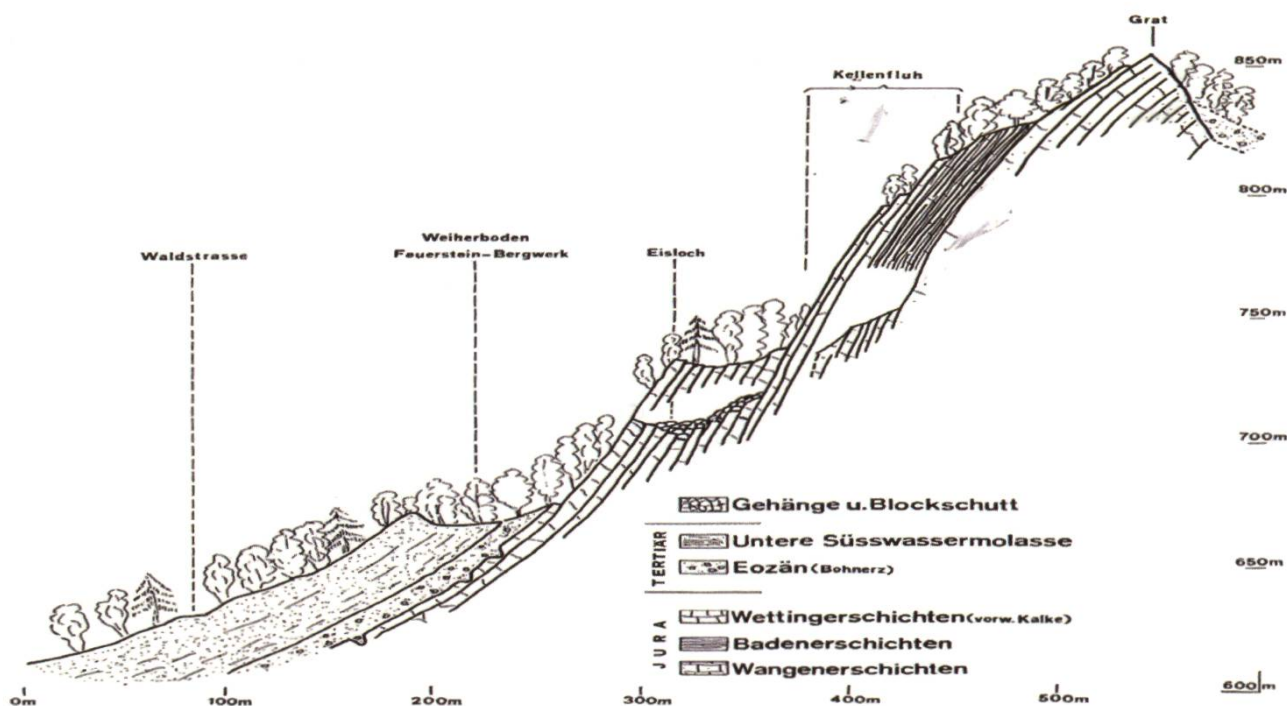 Grat
850m
Kellenfluh
800m
Weiherboden
Waldstrasse
Feuerstein-Bergwerk
Eisloch
750m
700m
Gehänge u. Blockschutt
TERTIÄR
Untere Süsswassermolasse
Eozän (Bohnerz)
650m
JURA
Wettingerschichten (vorw. Kalke)
Badenerschichten
Wangenerschichten
600m
0m 100m 200m 300m 400m 500m